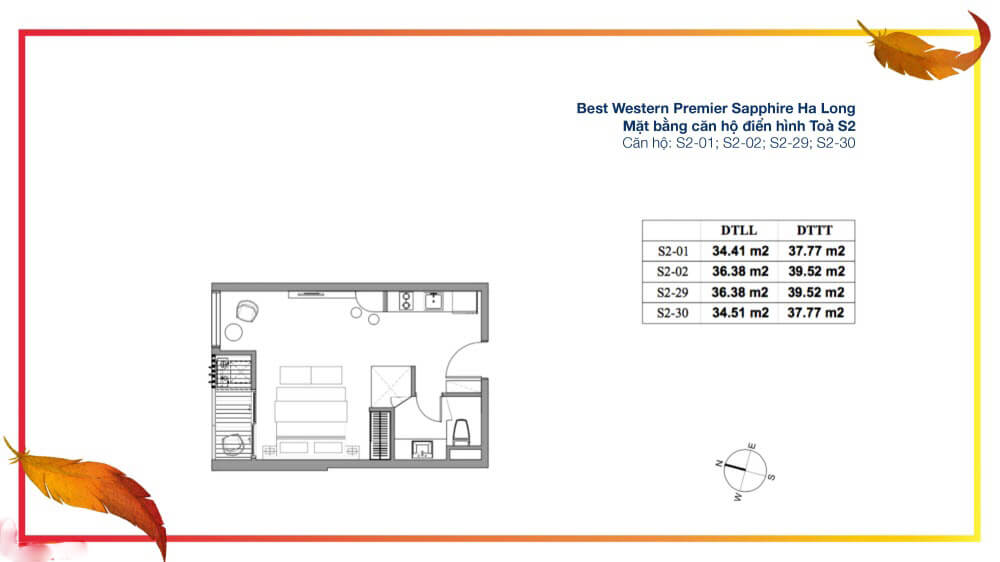 Best Western Premier Sapphire Ha Long
Mặt bằng căn hộ điển hình Toà S2
Căn hộ: S2-01; S2-02; S2-29; S2-30
DTLL DTTT
S2-01 34.41 m2 37.77 m2
S2-02 36.38 m2 39.52 m2
S2-29 36.38 m2 39.52 m2
S2-30 34.51 m2 37.77 m2
E
N
S
W